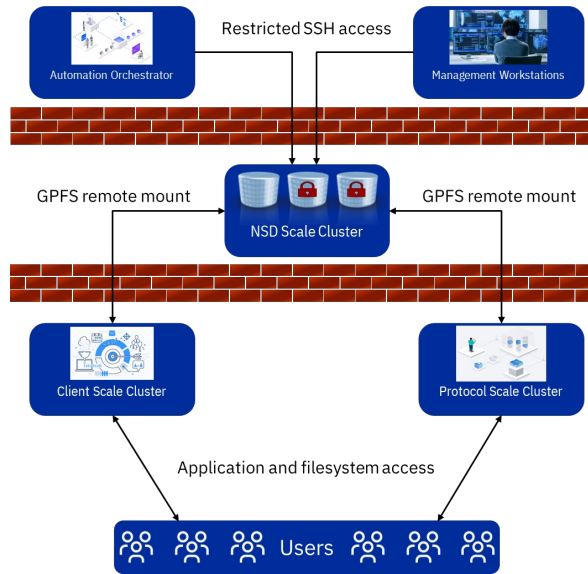 Restricted SSH access
Automation Orchestrator
Management Workstations
GPFS remote mount
GPFS remote mount
NSD Scale Cluster
Client Scale Cluster
Protocol Scale Cluster
Application and filesystem access
Users